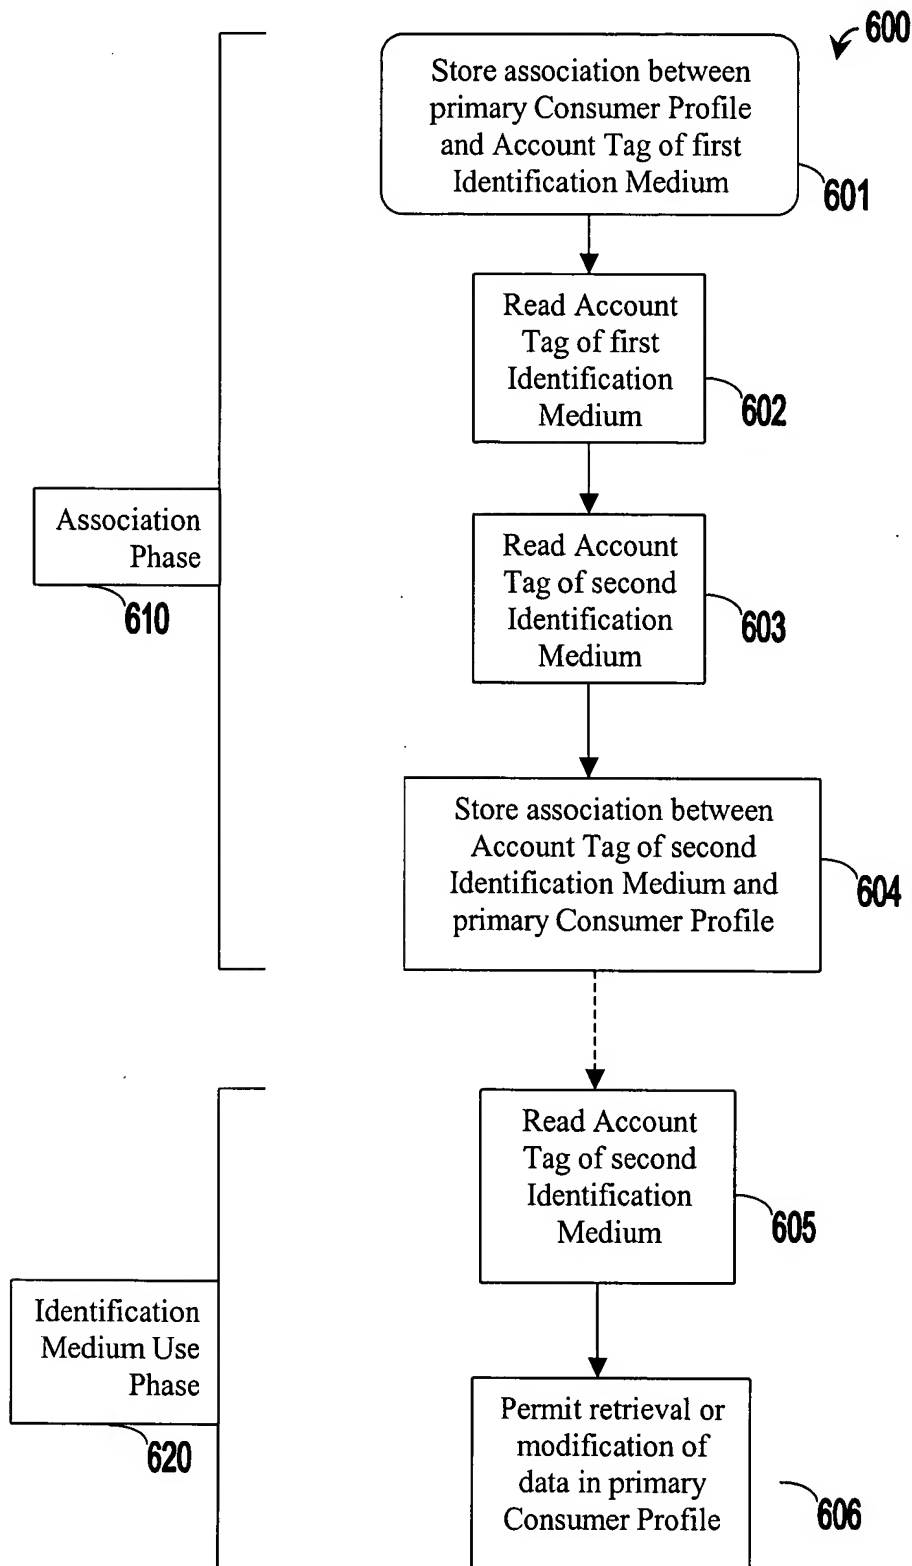 600
Store association between
primary Consumer Profile
and Account Tag of first
Identification Medium
601
Read Account
Tag of first
Identification
Medium
602
Association
Phase
610
Read Account
Tag of second
Identification
Medium
603
Store association between
Account Tag of second
Identification Medium and
primary Consumer Profile
604
Read Account
Tag of second
Identification
Medium
605
Identification
Medium Use
Phase
620
Permit retrieval or
modification of
data in primary
Consumer Profile
606